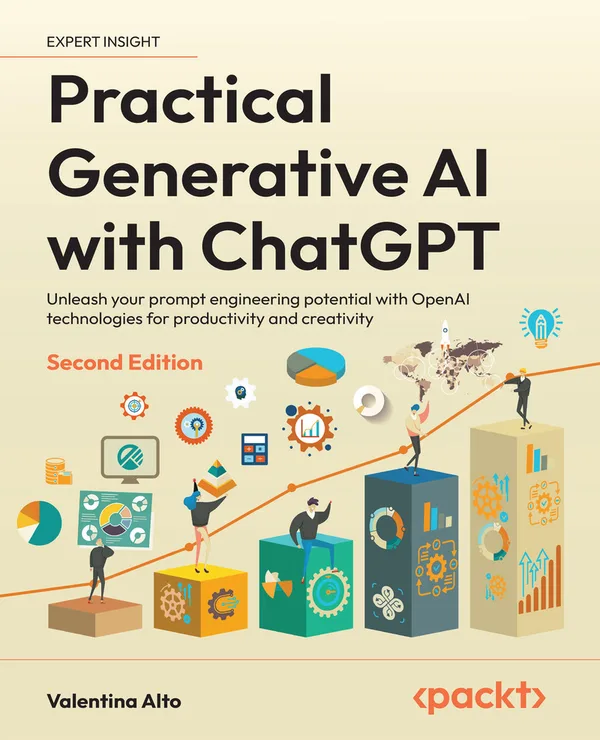 EXPERT INSIGHT
Practical
Generative AI
with ChatGPT
Unleash your prompt engineering potential with OpenAI
technologies for productivity and creativity
Second Edition
Valentina Alto
<packt>